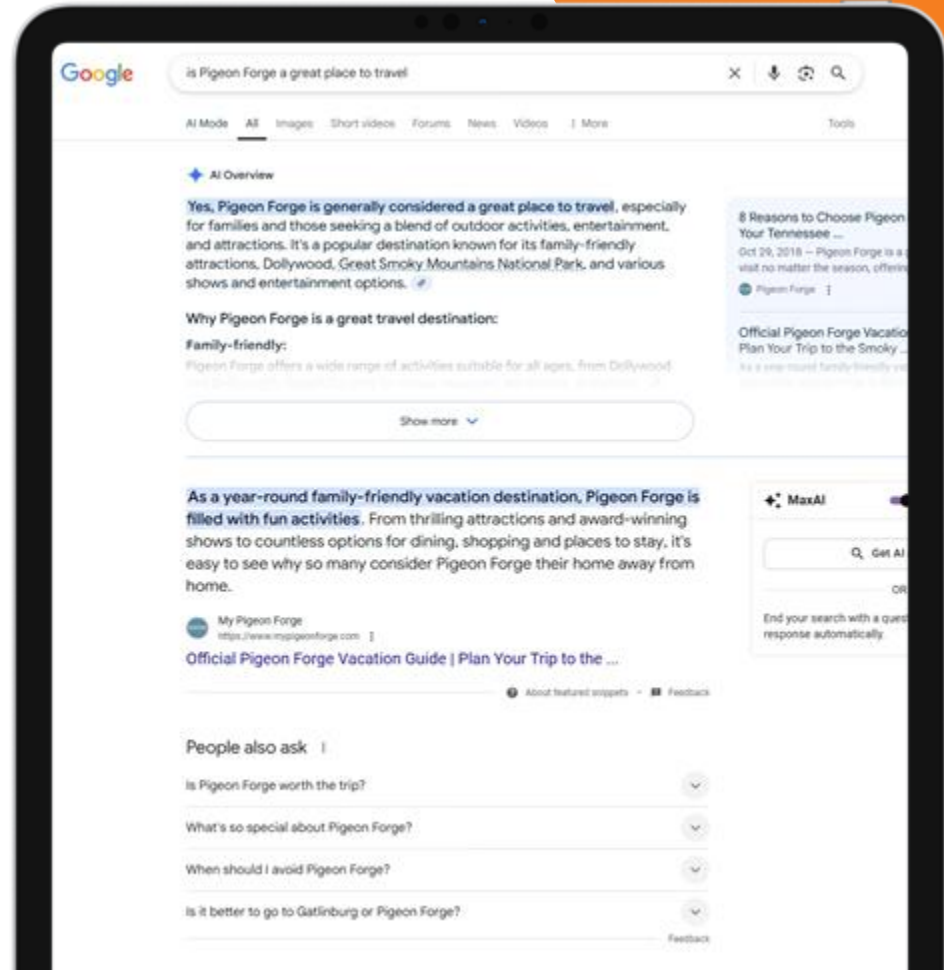 Google
is Pigeon Forge a great place to travel
AI Mode All Images Short videos Forums News Videos More Tools
AI Overview
Yes, Pigeon Forge is generally considered a great place to travel, especially
for families and those seeking a blend of outdoor activities, entertainment,
and attractions. It's a popular destination known for its family-friendly
attractions, Dollywood, Great Smoky Mountains National Park, and various
shows and entertainment options.
Why Pigeon Forge is a great travel destination:
Family-friendly:
Pigeon Forge offers a wide range of activities suitable for all ages, from Dollywood
Show more
8 Reasons to Choose Pigeon
Your Tennessee ...
Oct 29, 2018 — Pigeon Forge is a
visit no matter the season, offering
Pigeon Forge
Official Pigeon Forge Vacatio
Plan Your Trip to the Smoky ...
As a year-round family-friendly
As a year-round family-friendly vacation destination, Pigeon Forge is
filled with fun activities. From thrilling attractions and award-winning
shows to countless options for dining, shopping and places to stay, it's
easy to see why so many consider Pigeon Forge their home away from
home.
My Pigeon Forge
https://www.mypigeonforge.com
Official Pigeon Forge Vacation Guide | Plan Your Trip to the ...
About featured snippets • Feedback
MaxAI
Get AI
OR
End your search with a quest
response automatically.
People also ask
Is Pigeon Forge worth the trip?
What's so special about Pigeon Forge?
When should I avoid Pigeon Forge?
Is it better to go to Gatlinburg or Pigeon Forge?
Feedback